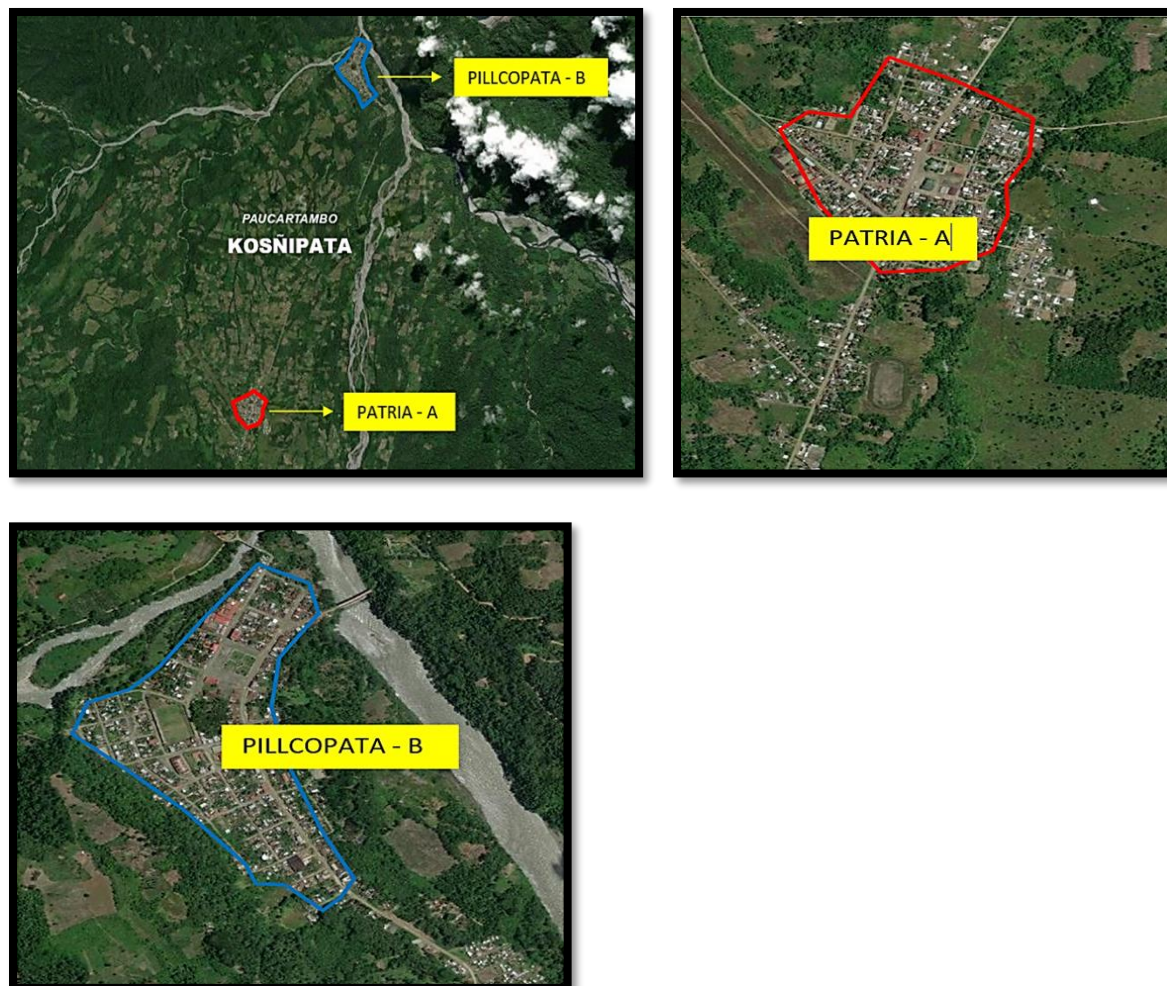 PILLCOPATA - B
PAUCARTAMBO
KOSÑIPATA
PATRIA - A
PATRIA - A
PILLCOPATA - B